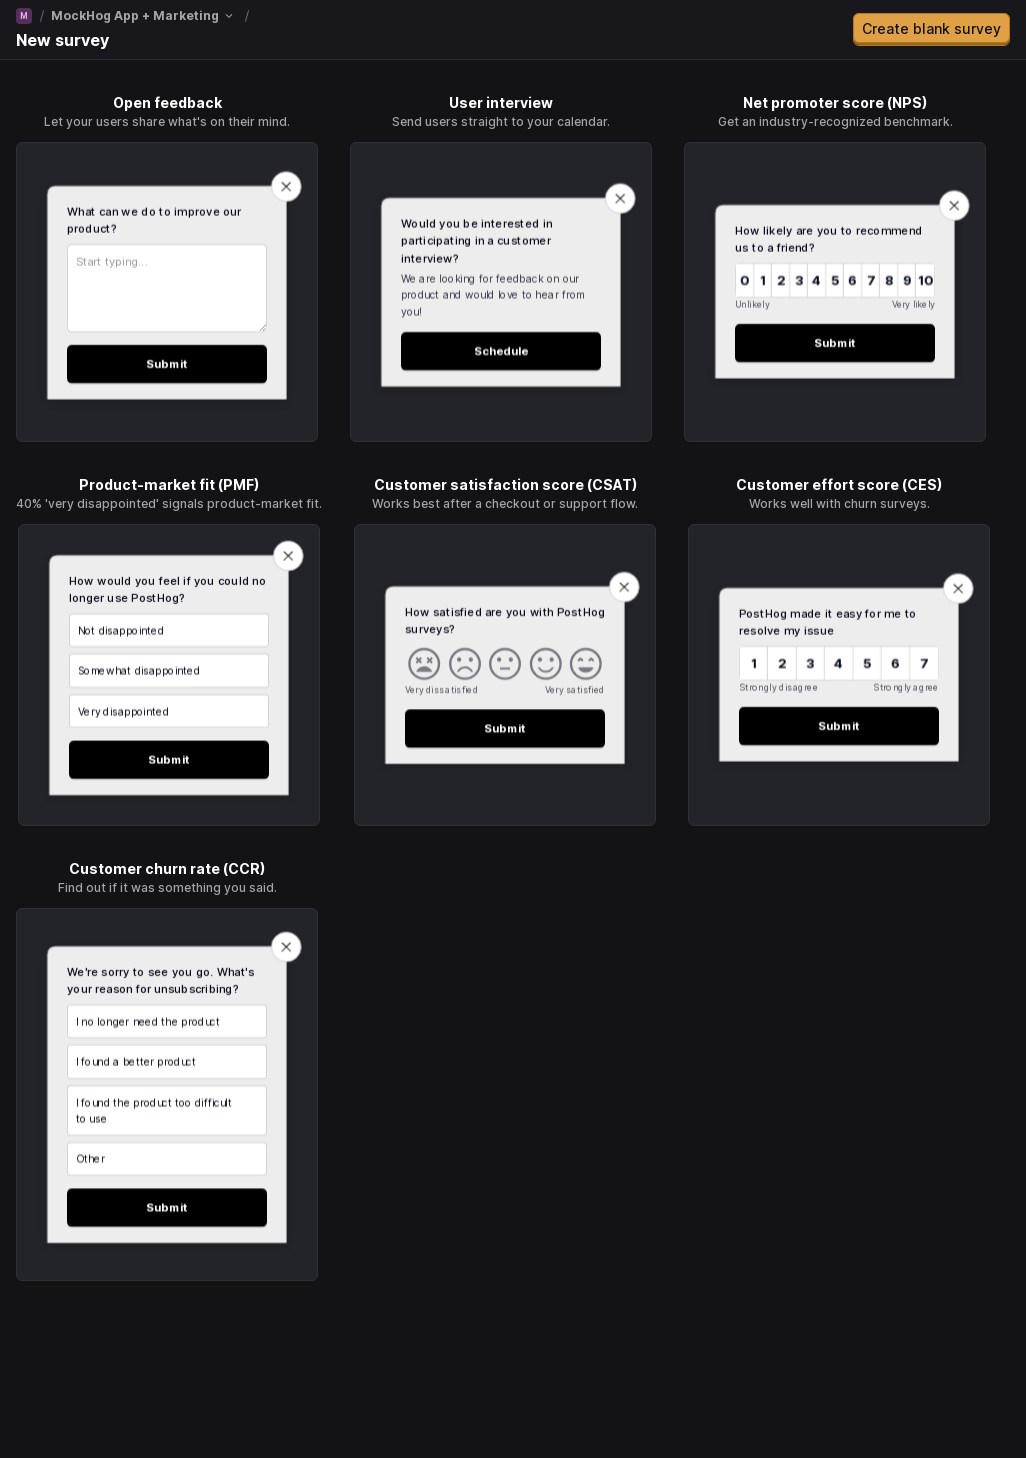 M / MockHog App + Marketing /
New survey
Create blank survey
Open feedback
Let your users share what's on their mind.
What can we do to improve our
product?
Start typing...
Submit
User interview
Send users straight to your calendar.
Would you be interested in
participating in a customer
interview?
We are looking for feedback on our
product and would love to hear from
you!
Schedule
Net promoter score (NPS)
Get an industry-recognized benchmark.
How likely are you to recommend
us to a friend?
0 1 2 3 4 5 6 7 8 9 10
Unlikely Very likely
Submit
Product-market fit (PMF)
40% 'very disappointed' signals product-market fit.
How would you feel if you could no
longer use PostHog?
Not disappointed
Somewhat disappointed
Very disappointed
Submit
Customer satisfaction score (CSAT)
Works best after a checkout or support flow.
How satisfied are you with PostHog
surveys?
Very dissatisfied Very satisfied
Submit
Customer effort score (CES)
Works well with churn surveys.
PostHog made it easy for me to
resolve my issue
1 2 3 4 5 6 7
Strongly disagree Strongly agree
Submit
Customer churn rate (CCR)
Find out if it was something you said.
We're sorry to see you go. What's
your reason for unsubscribing?
I no longer need the product
I found a better product
I found the product too difficult
to use
Other
Submit